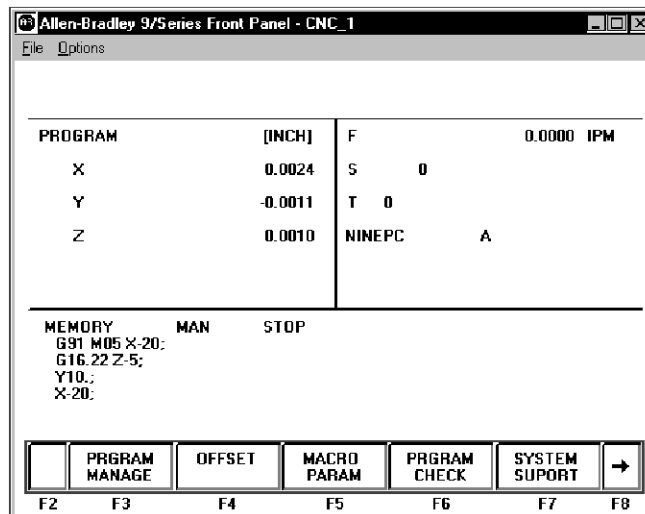 Allen-Bradley 9/Series Front Panel - CNC_1
File Options
PROGRAM [INCH] F 0.0000 IPM
X 0.0024 S 0
Y -0.0011 T 0
Z 0.0010 NINEPC A
MEMORY MAN STOP
G91 M05 X-20;
G16.22 Z-5;
Y10.;
X-20;
PRGRAM OFFSET MACRO PRGRAM SYSTEM
MANAGE PARAM CHECK SUPORT
F2 F3 F4 F5 F6 F7 F8